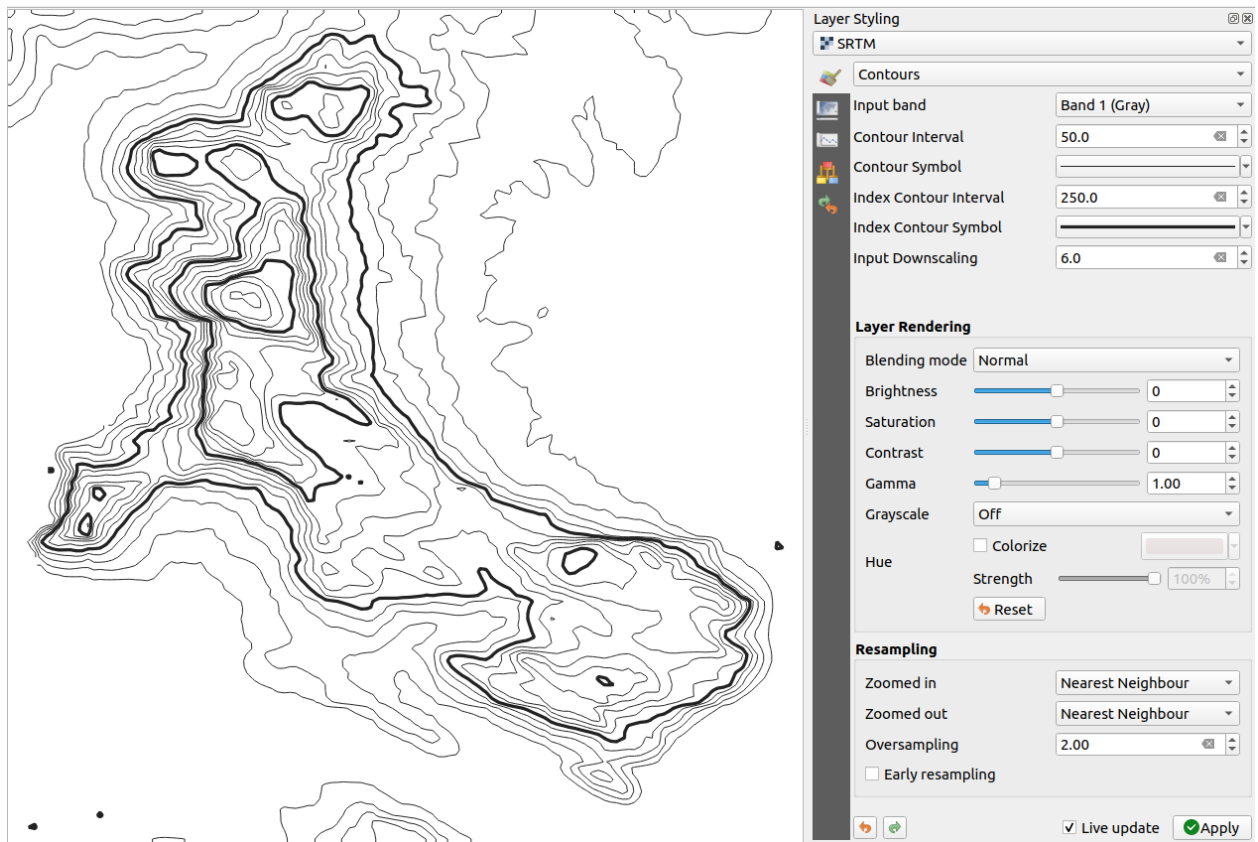 Layer Styling
SRTM
Contours
Input band Band 1 (Gray)
Contour Interval 50.0
Contour Symbol
Index Contour Interval 250.0
Index Contour Symbol
Input Downscaling 6.0
Layer Rendering
Blending mode Normal
Brightness 0
Saturation 0
Contrast 0
Gamma 1.00
Grayscale Off
Hue Colorize
Strength 100%
Reset
Resampling
Zoomed in Nearest Neighbour
Zoomed out Nearest Neighbour
Oversampling 2.00
Early resampling
Live update Apply